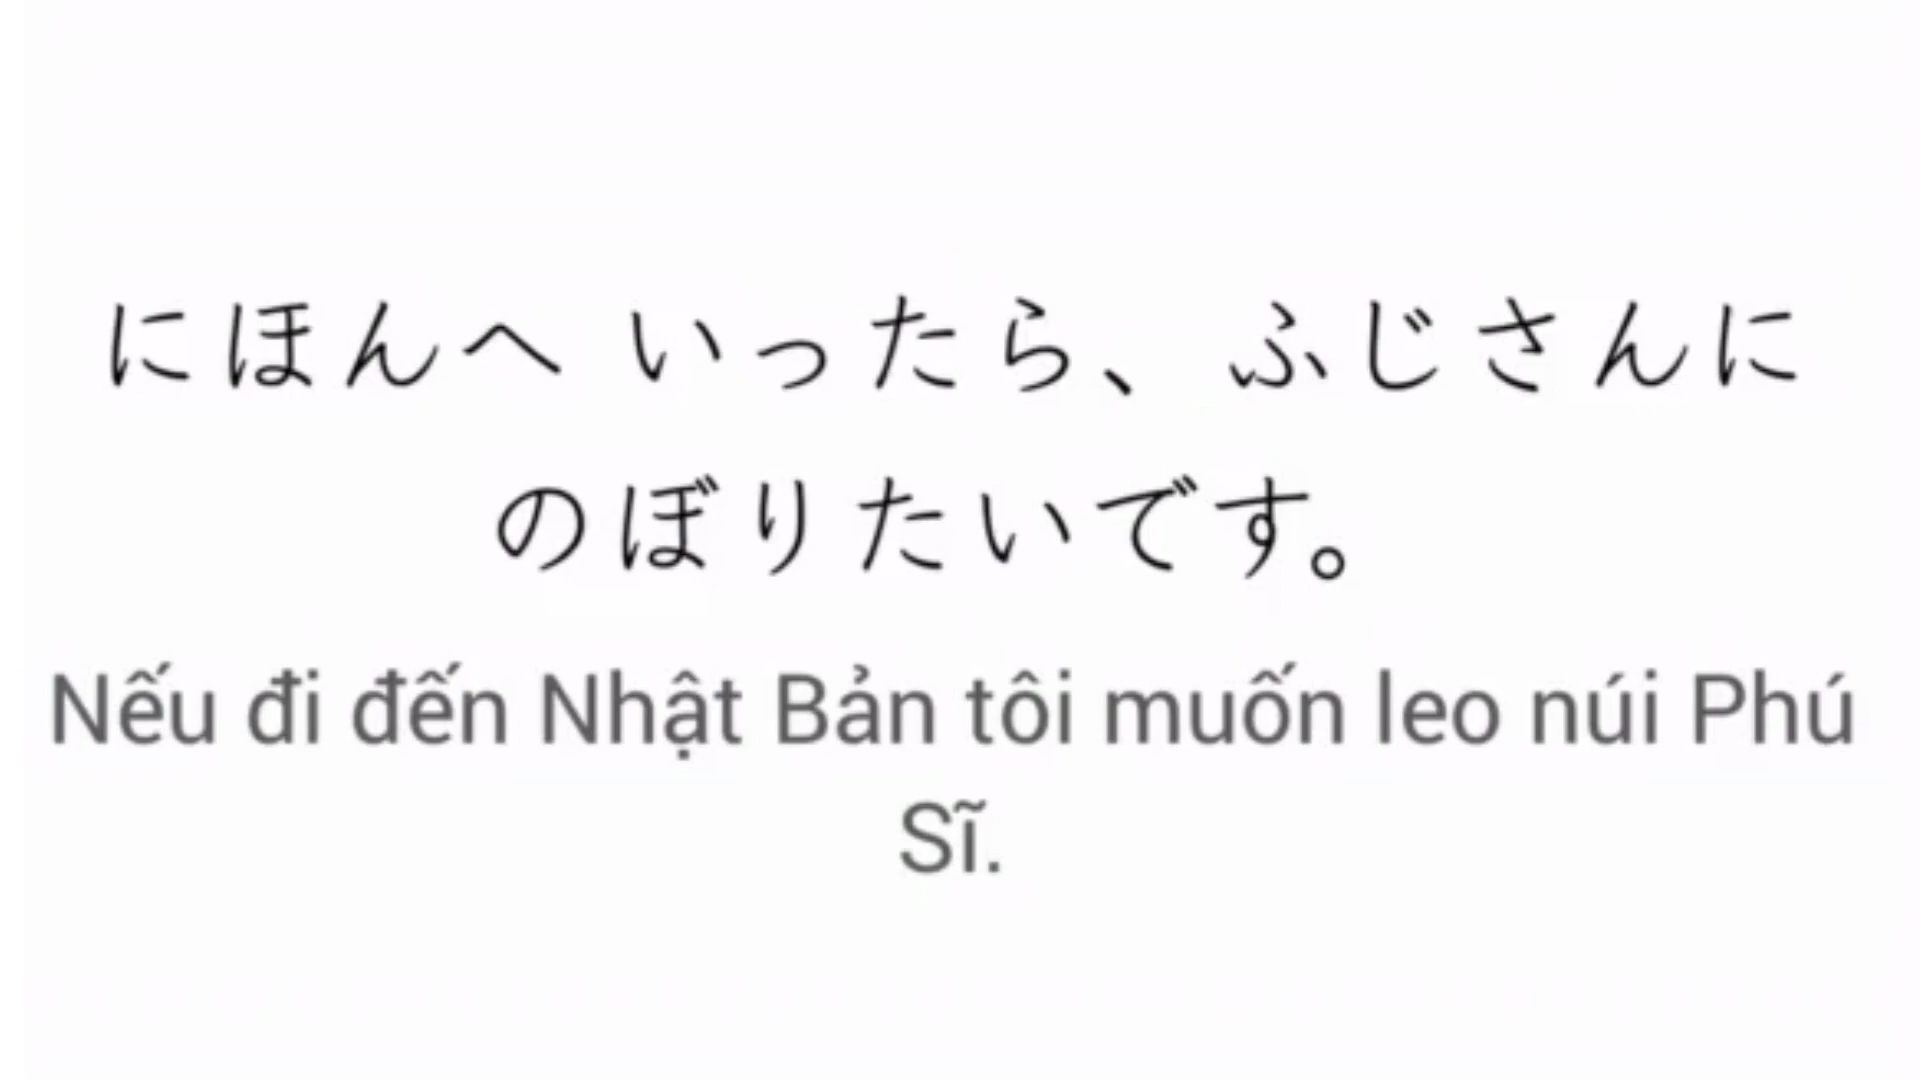 にほんへ いったら、ふじさんに
のぼりたいです。
Nếu đi đến Nhật Bản tôi muốn leo núi Phú
Sĩ.